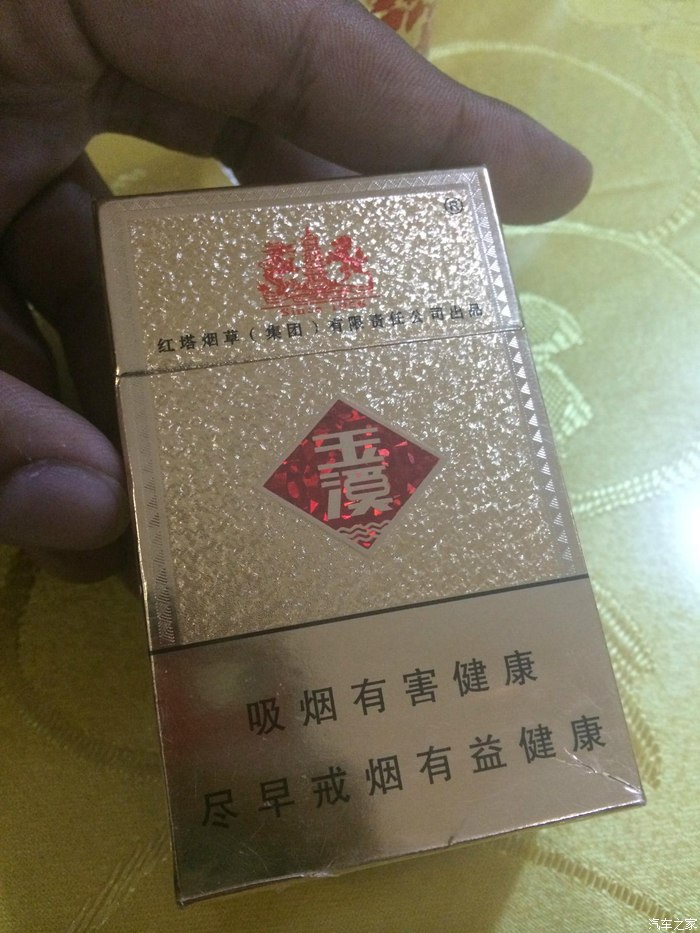 ®
红塔烟草（集团）有限责任公司出品
玉溪
吸烟有害健康
尽早戒烟有益健康
汽车之家